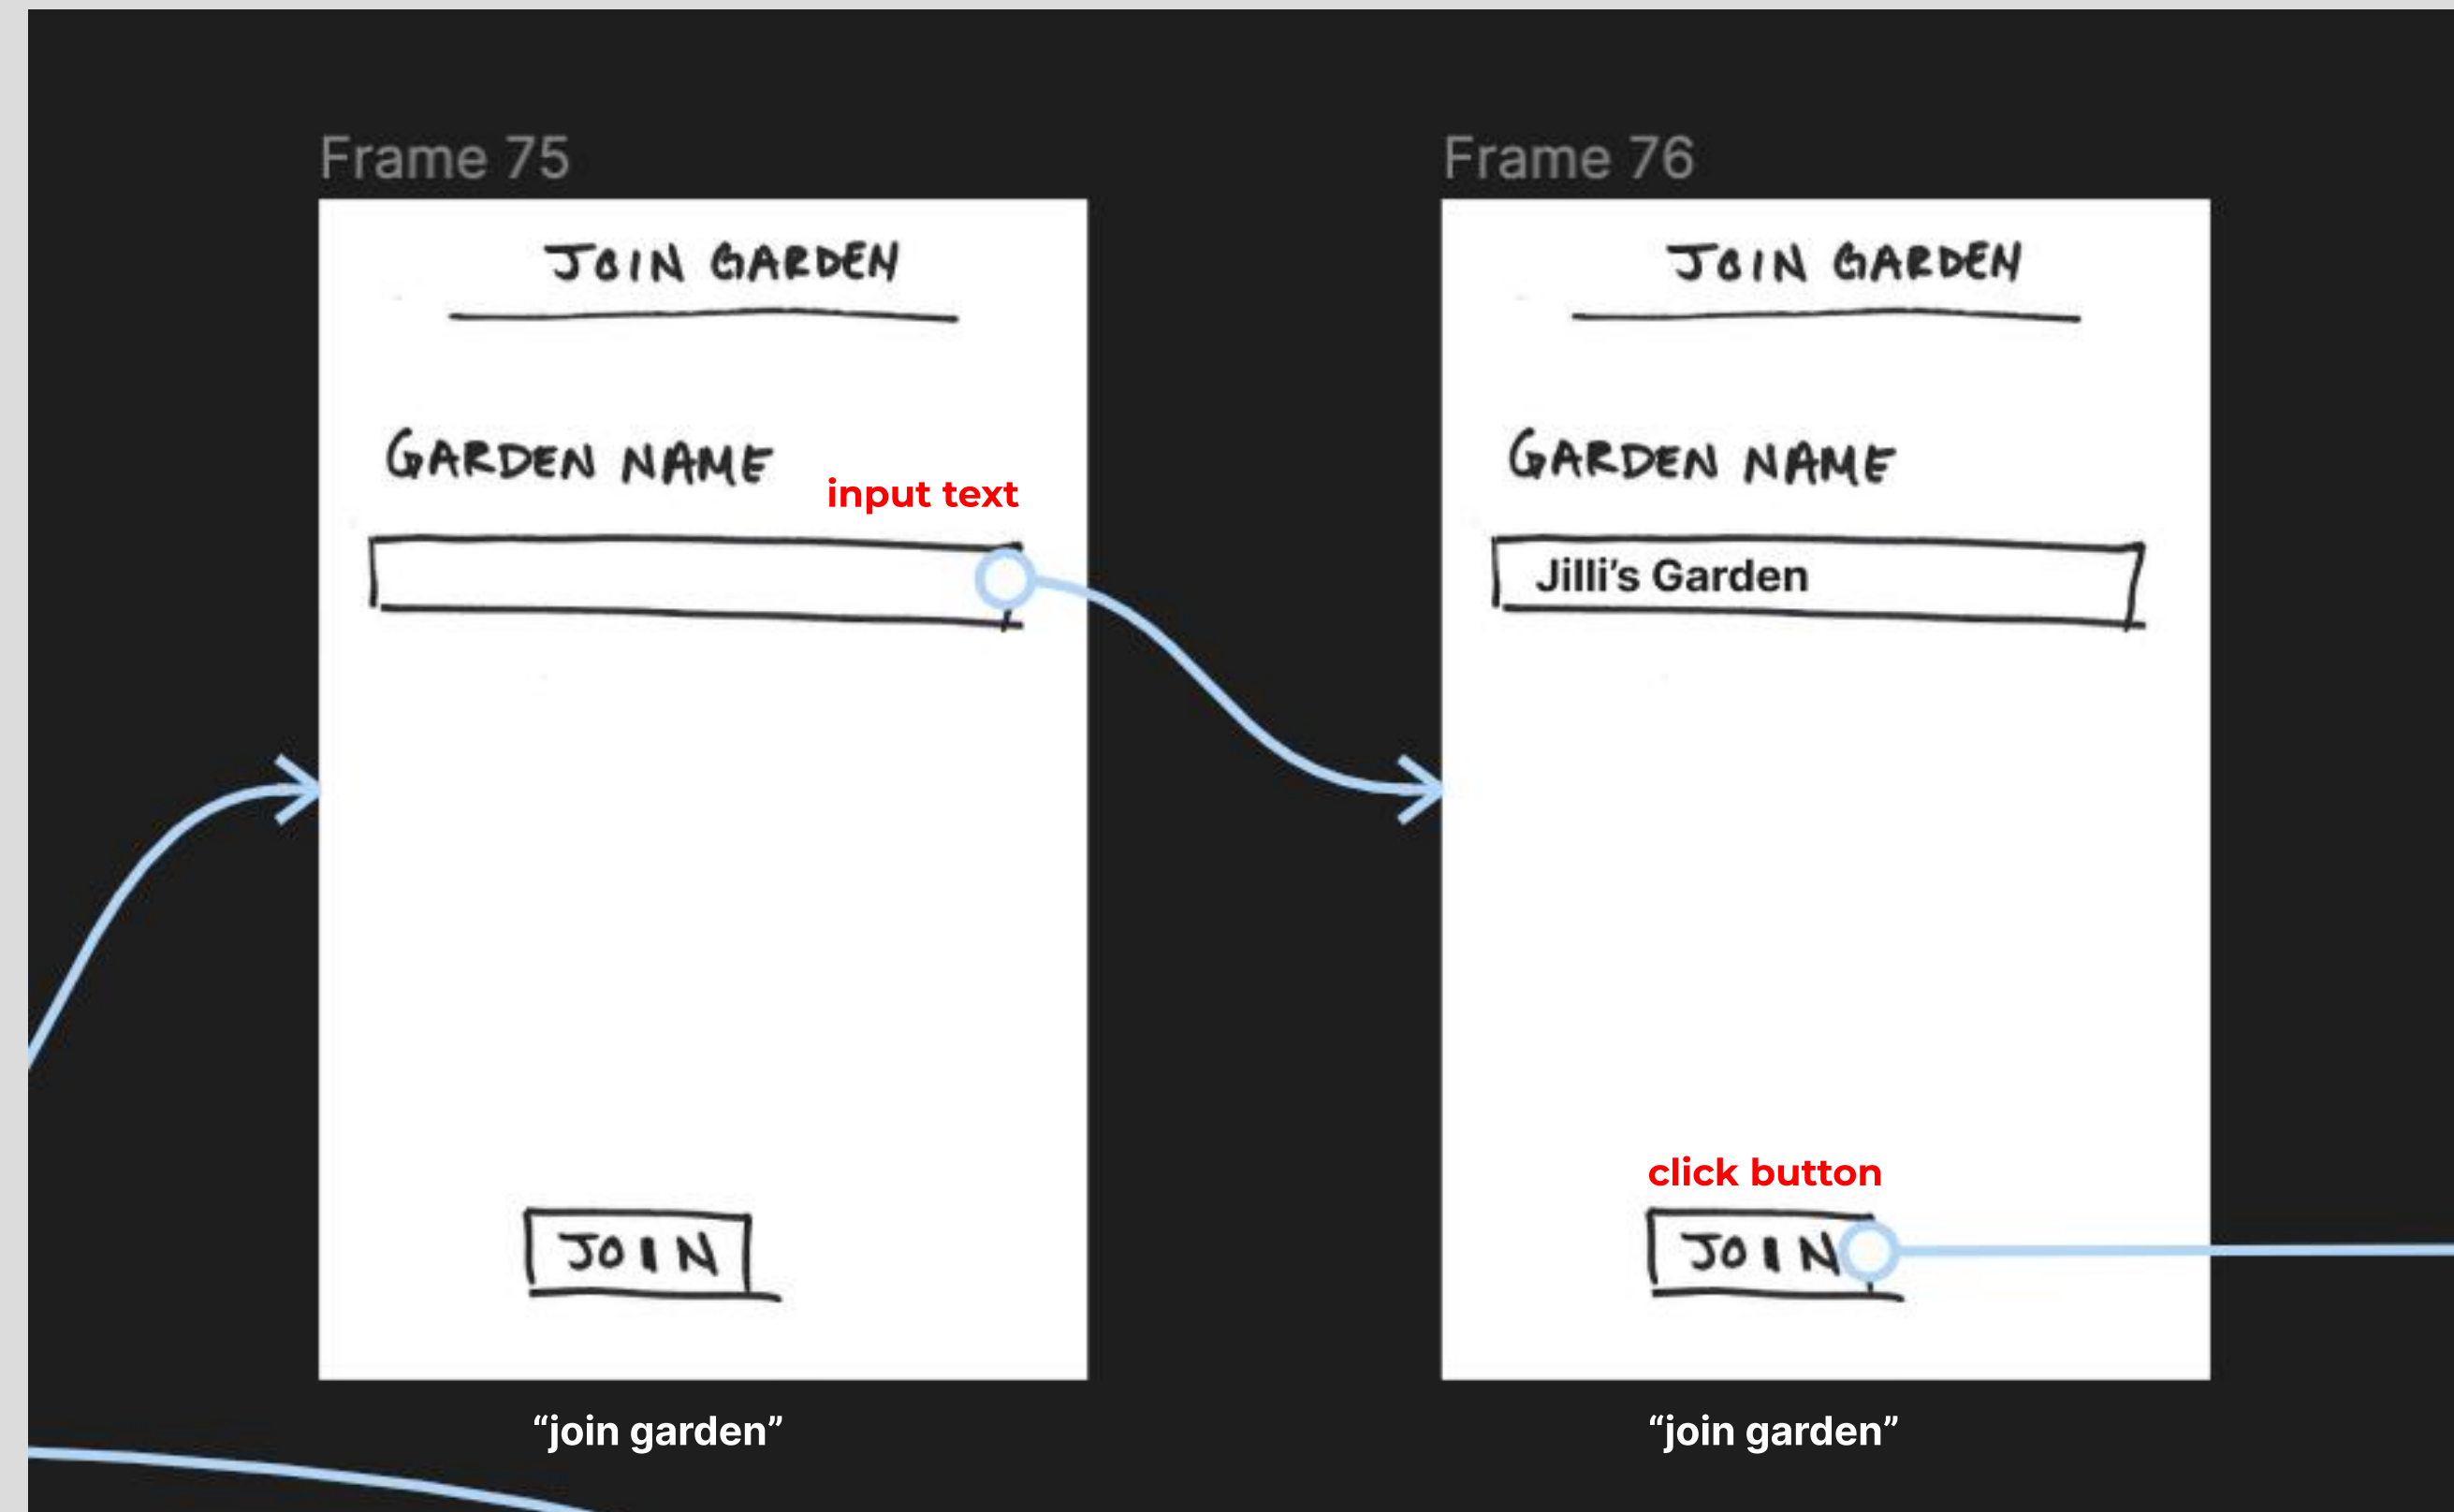 Frame 75
JOIN GARDEN
GARDEN NAME
input text
JOIN
“join garden”
Frame 76
JOIN GARDEN
GARDEN NAME
Jilli’s Garden
click button
JOIN
“join garden”